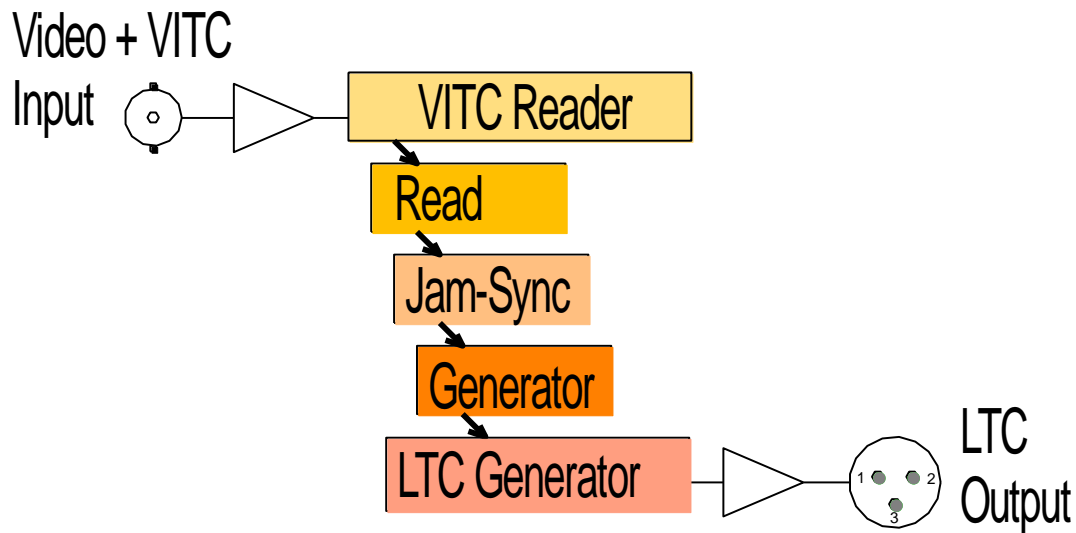 Video + VITC
Input
VITC Reader
Read
Jam-Sync
Generator
LTC Generator
1
2
3
LTC
Output